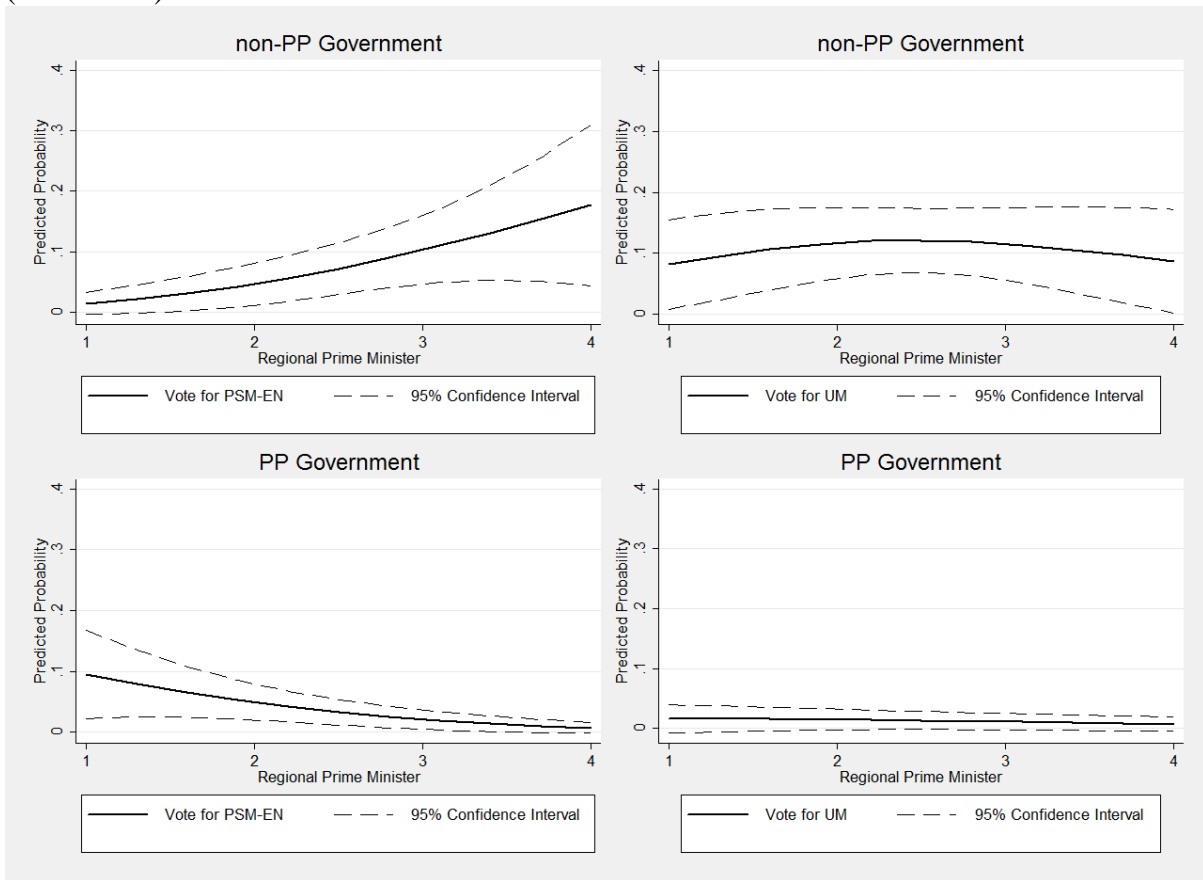 non-PP Government
Predicted Probability
.4
.3
.2
.1
0
1 2 3 4
Regional Prime Minister
Vote for PSM-EN 95% Confidence Interval
non-PP Government
Predicted Probability
.4
.3
.2
.1
0
1 2 3 4
Regional Prime Minister
Vote for UM 95% Confidence Interval
PP Government
Predicted Probability
.4
.3
.2
.1
0
1 2 3 4
Regional Prime Minister
Vote for PSM-EN 95% Confidence Interval
PP Government
Predicted Probability
.4
.3
.2
.1
0
1 2 3 4
Regional Prime Minister
Vote for UM 95% Confidence Interval